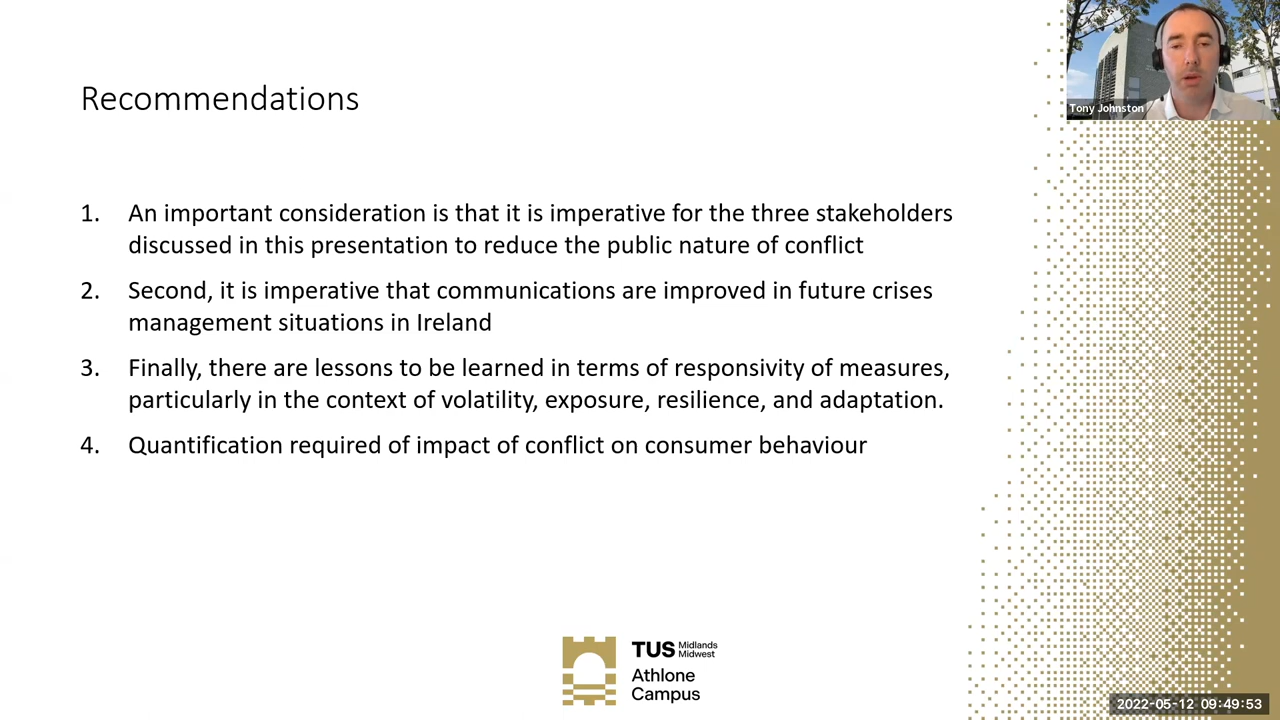 Recommendations
1. An important consideration is that it is imperative for the three stakeholders
discussed in this presentation to reduce the public nature of conflict
2. Second, it is imperative that communications are improved in future crises
management situations in Ireland
3. Finally, there are lessons to be learned in terms of responsivity of measures,
particularly in the context of volatility, exposure, resilience, and adaptation.
4. Quantification required of impact of conflict on consumer behaviour
Tony Johnston
TUS Midlands
Midwest
Athlone
Campus
2022-05-12 09:49:53